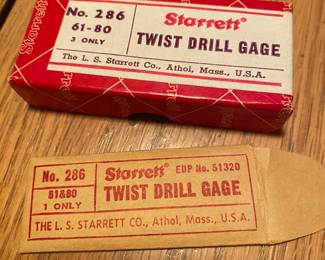 No. 286
61-80
3 ONLY
Starrett
TWIST DRILL GAGE
The L. S. Starrett Co., Athol, Mass., U.S.A.
No. 286
61&80
1 ONLY
Starrett EDP No. 51320
TWIST DRILL GAGE
THE L. S. STARRETT CO., Athol, Mass., U.S.A.